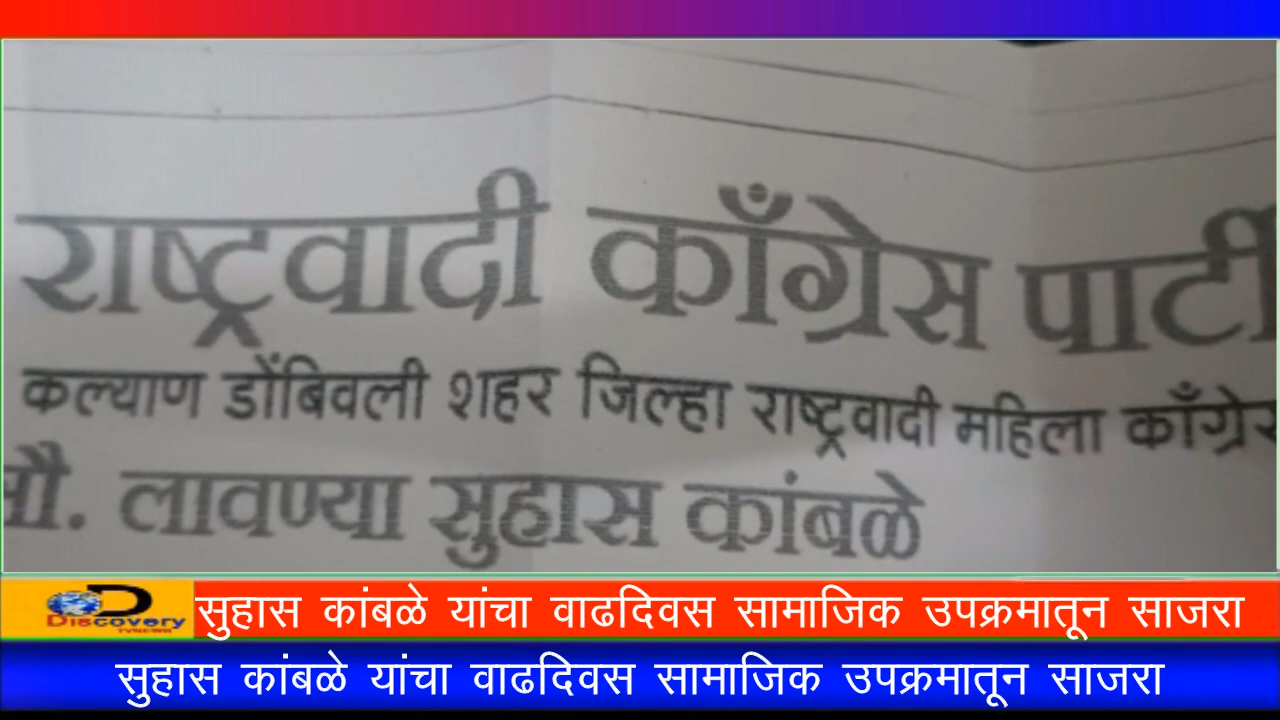 राष्ट्रवादी काँग्रेस पार्टी
कल्याण डोंबिवली शहर जिल्हा राष्ट्रवादी महिला काँग्रेस
सौ. लावण्या सुहास कांबळे
Discovery
TVNEWS
सुहास कांबळे यांचा वाढदिवस सामाजिक उपक्रमातून साजरा
सुहास कांबळे यांचा वाढदिवस सामाजिक उपक्रमातून साजरा